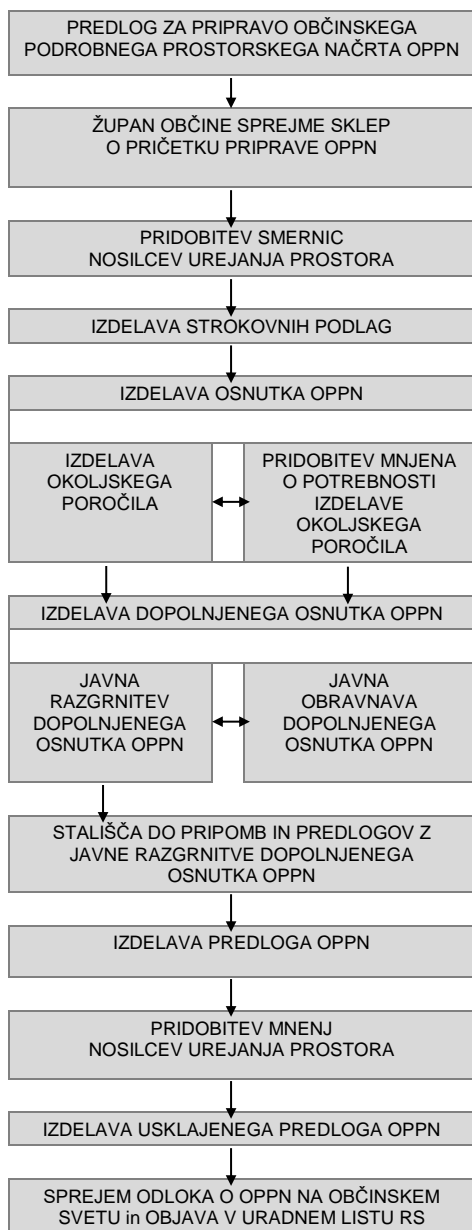 PREDLOG ZA PRIPRAVO OBČINSKEGA
PODROBNEGA PROSTORSKEGA NAČRTA OPPN
ŽUPAN OBČINE SPREJME SKLEP
O PRIČETKU PRIPRAVE OPPN
PRIDOBITEV SMERNIC
NOSILCEV UREJANJA PROSTORA
IZDELAVA STROKOVNIH PODLAG
IZDELAVA OSNUTKA OPPN
IZDELAVA
OKOLJSKEGA
POROČILA
PRIDOBITEV MNJENA
O POTREBNOSTI
IZDELAVE
OKOLJSKEGA
POROČILA
IZDELAVA DOPOLNJENEGA OSNUTKA OPPN
JAVNA
RAZGRNITEV
DOPOLNJENEGA
OSNUTKA OPPN
JAVNA
OBRAVNAVA
DOPOLNJENEGA
OSNUTKA OPPN
STALIŠČA DO PRIPOMB IN PREDLOGOV Z
JAVNE RAZGRNITVE DOPOLNJENEGA
OSNUTKA OPPN
IZDELAVA PREDLOGA OPPN
PRIDOBITEV MNENJ
NOSILCEV UREJANJA PROSTORA
IZDELAVA USKLAJENEGA PREDLOGA OPPN
SPREJEM ODLOKA O OPPN NA OBČINSKEM
SVETU in OBJAVA V URADNEM LISTU RS